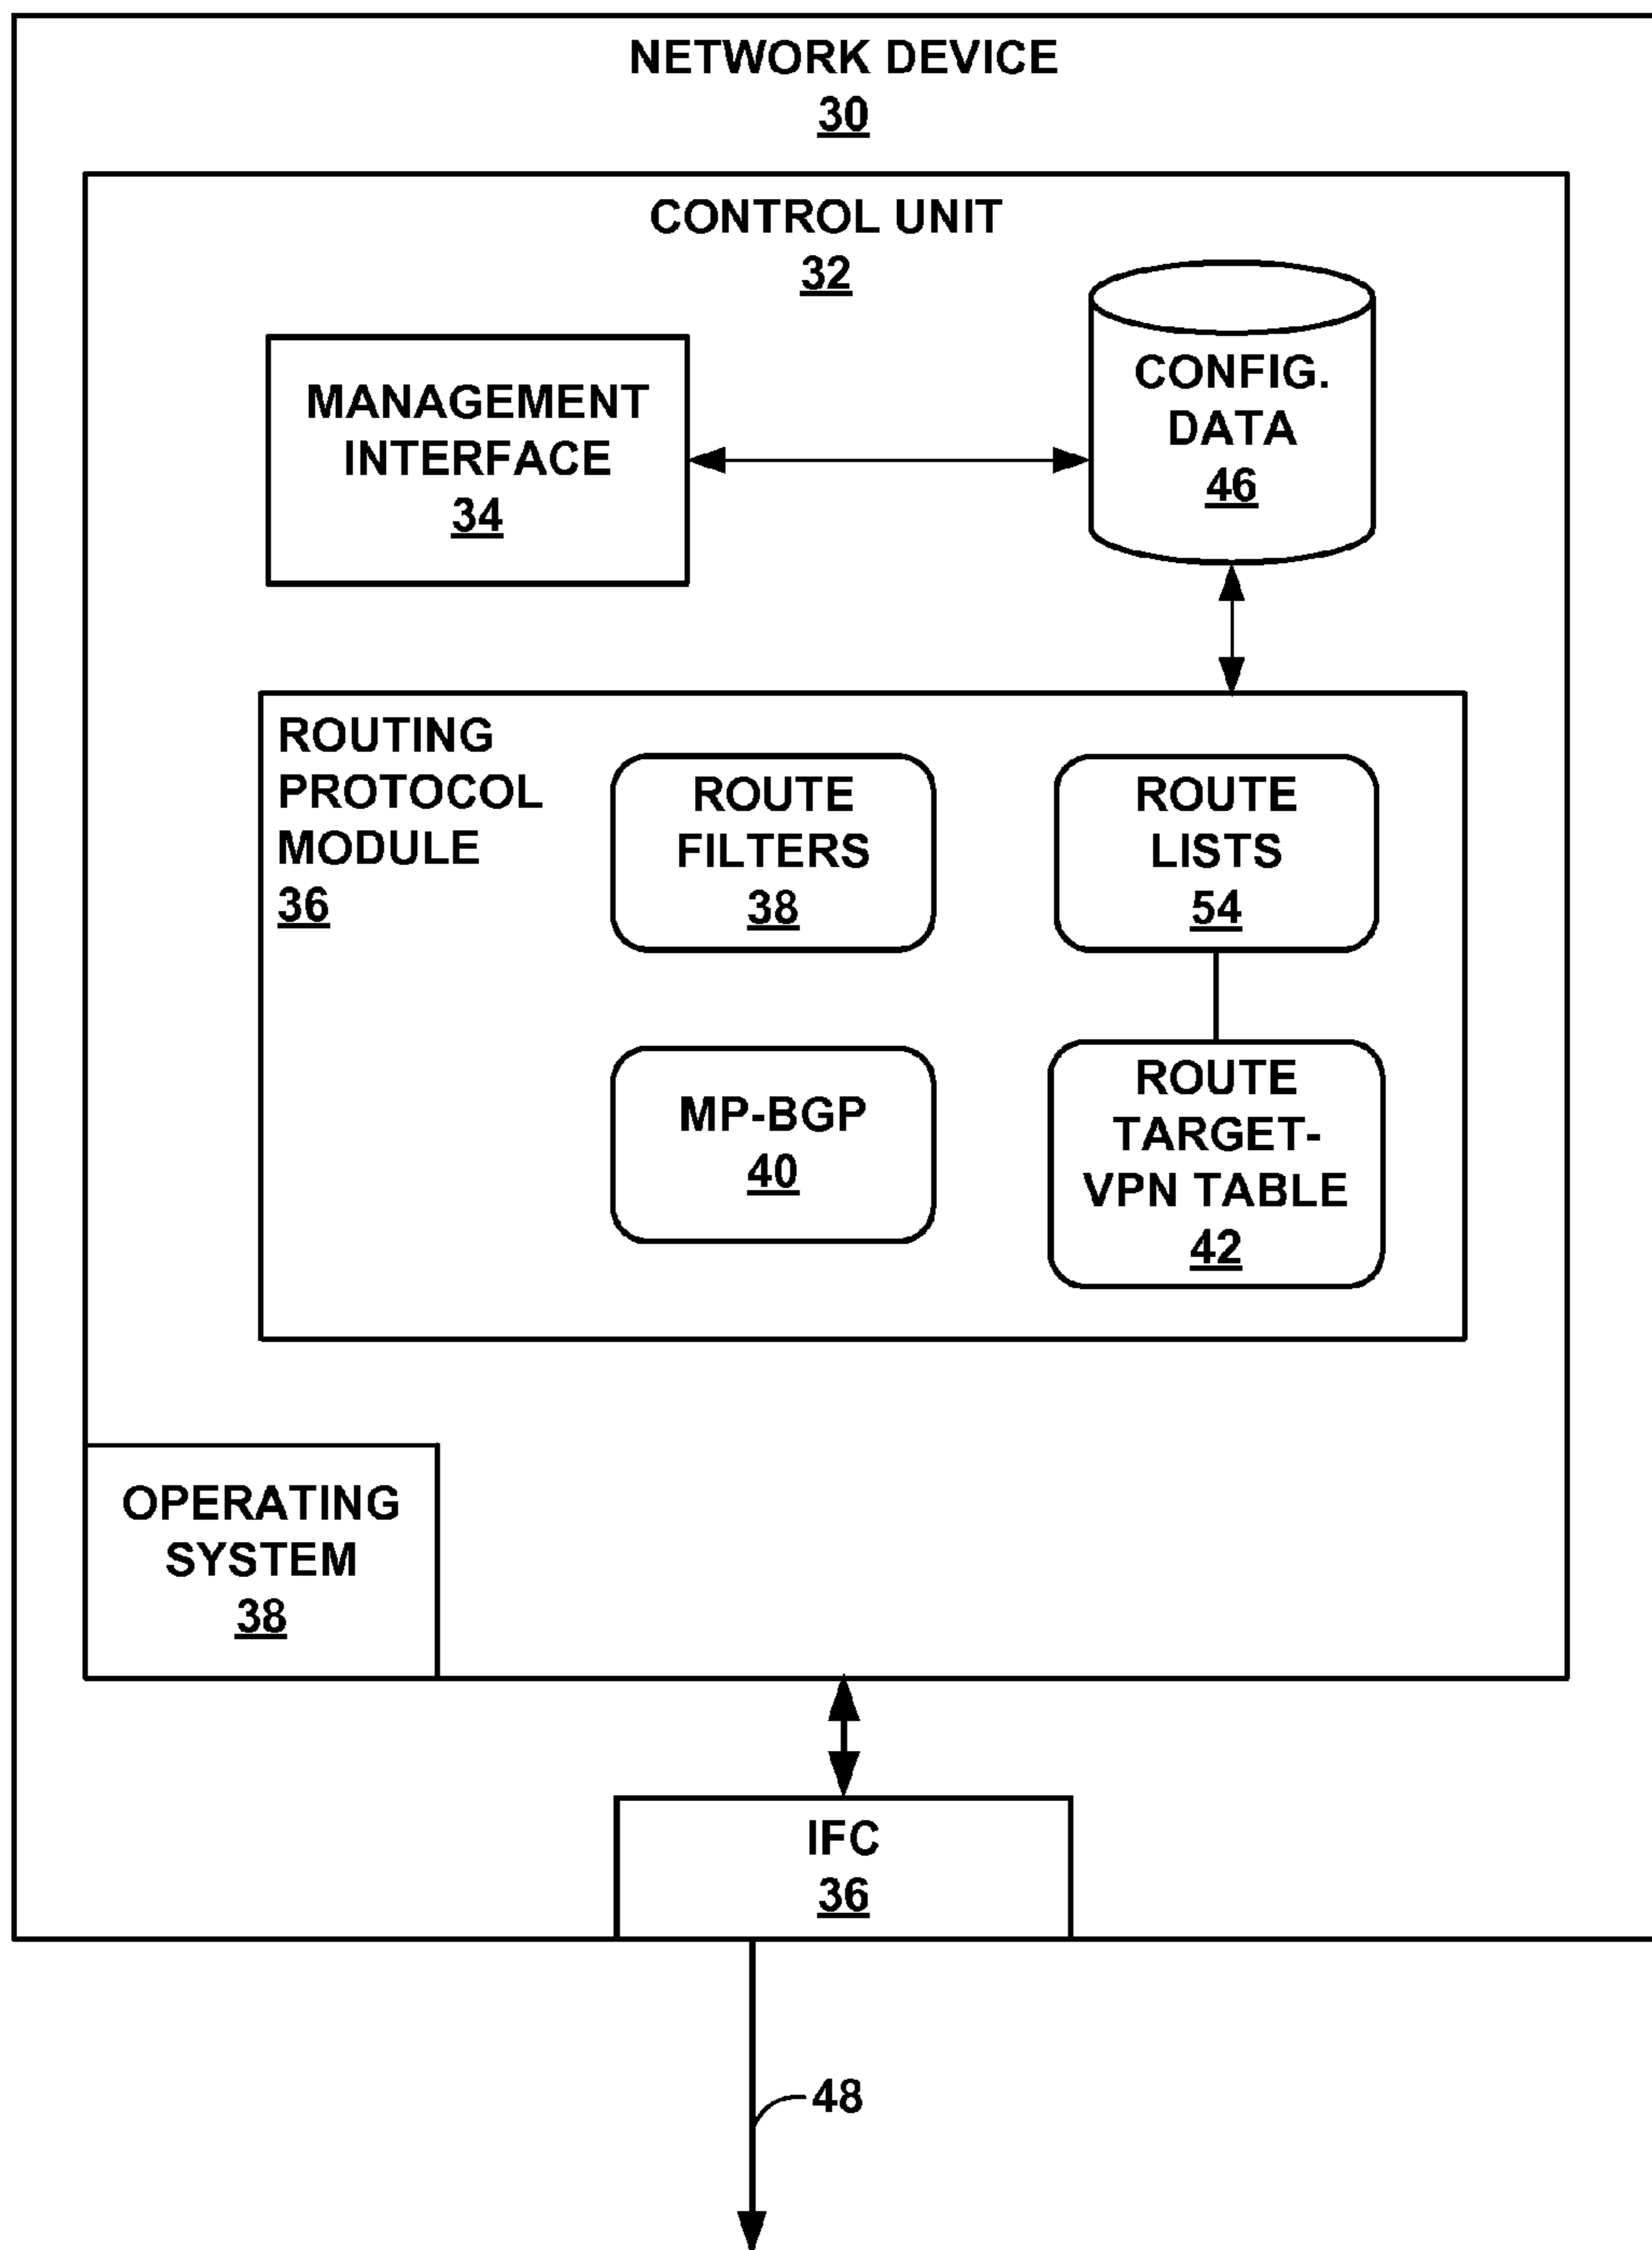 NETWORK DEVICE
30
CONTROL UNIT
32
MANAGEMENT
INTERFACE
34
CONFIG.
DATA
46
ROUTING
PROTOCOL
MODULE
36
ROUTE
FILTERS
38
ROUTE
LISTS
54
MP-BGP
40
ROUTE
TARGET-
VPN TABLE
42
OPERATING
SYSTEM
38
IFC
36
48